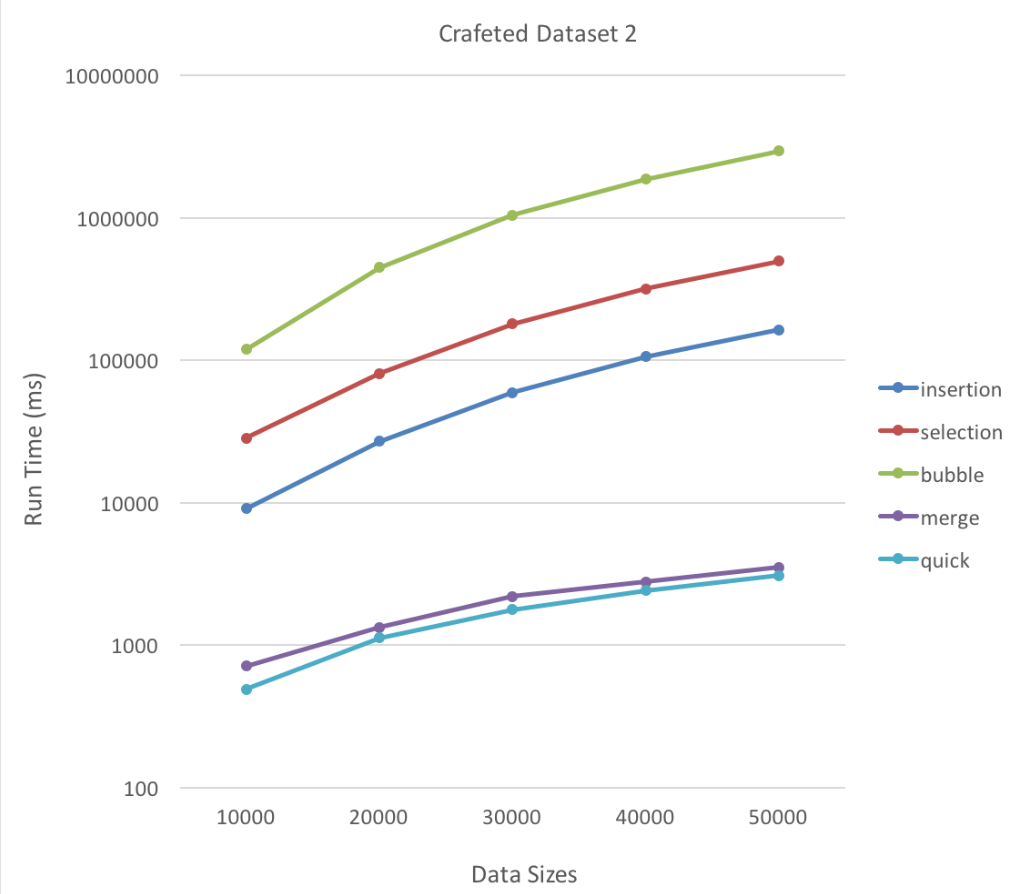 Crafeted Dataset 2
10000000
1000000
100000
10000
1000
100
Run Time (ms)
10000 20000 30000 40000 50000
Data Sizes
insertion
selection
bubble
merge
quick